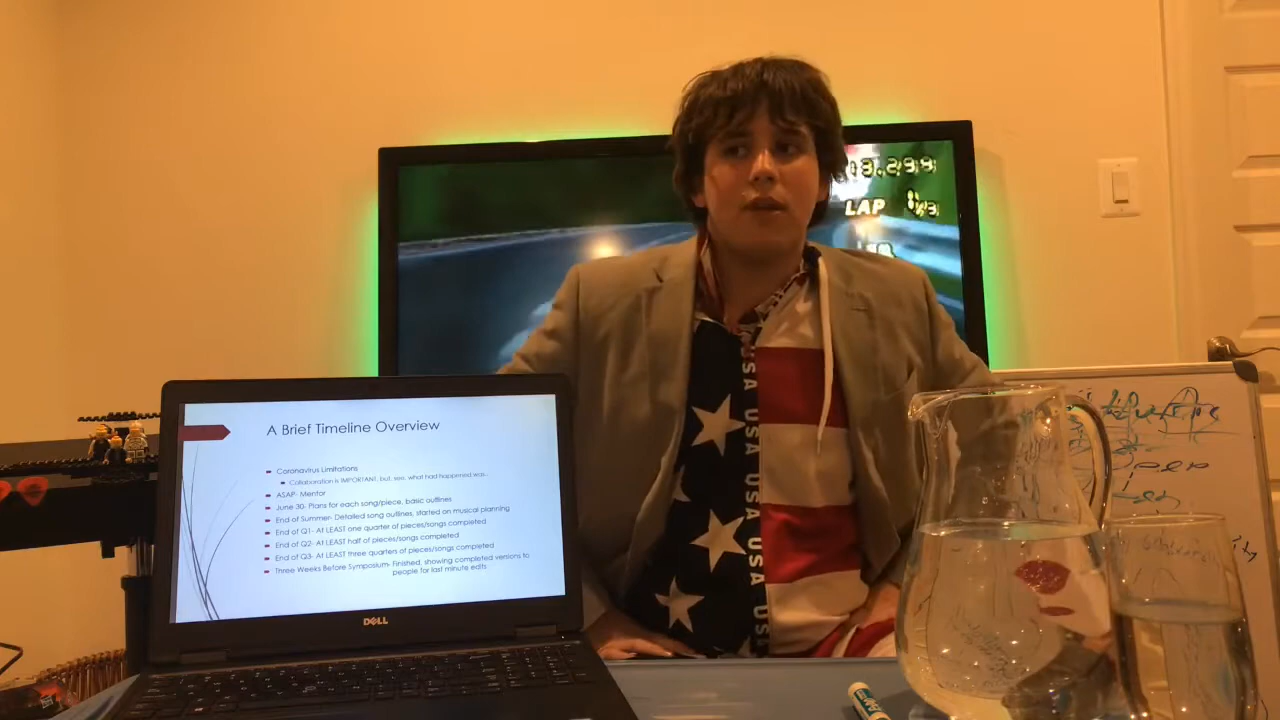 13.299
LAP
/3
USA USA USA USA US
A Brief Timeline Overview
Coronavirus Limitations
Collaboration is IMPORTANT, but, see, what had happened was...
ASAP- Mentor
June 30- Plans for each song/piece, basic outlines
End of Summer- Detailed song outlines, started on musical planning
End of Q1- At LEAST one quarter of pieces/songs completed
End of Q2- At LEAST half of pieces/songs completed
End of Q3- At LEAST three quarters of pieces/songs completed
Three Weeks Before Symposium- Finished, showing completed versions to
people for last minute edits
DELL